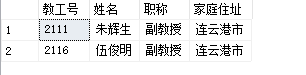 教工号 姓名 职称 家庭住址
1 2111 朱辉生 副教授 连云港市
2 2116 伍俊明 副教授 连云港市